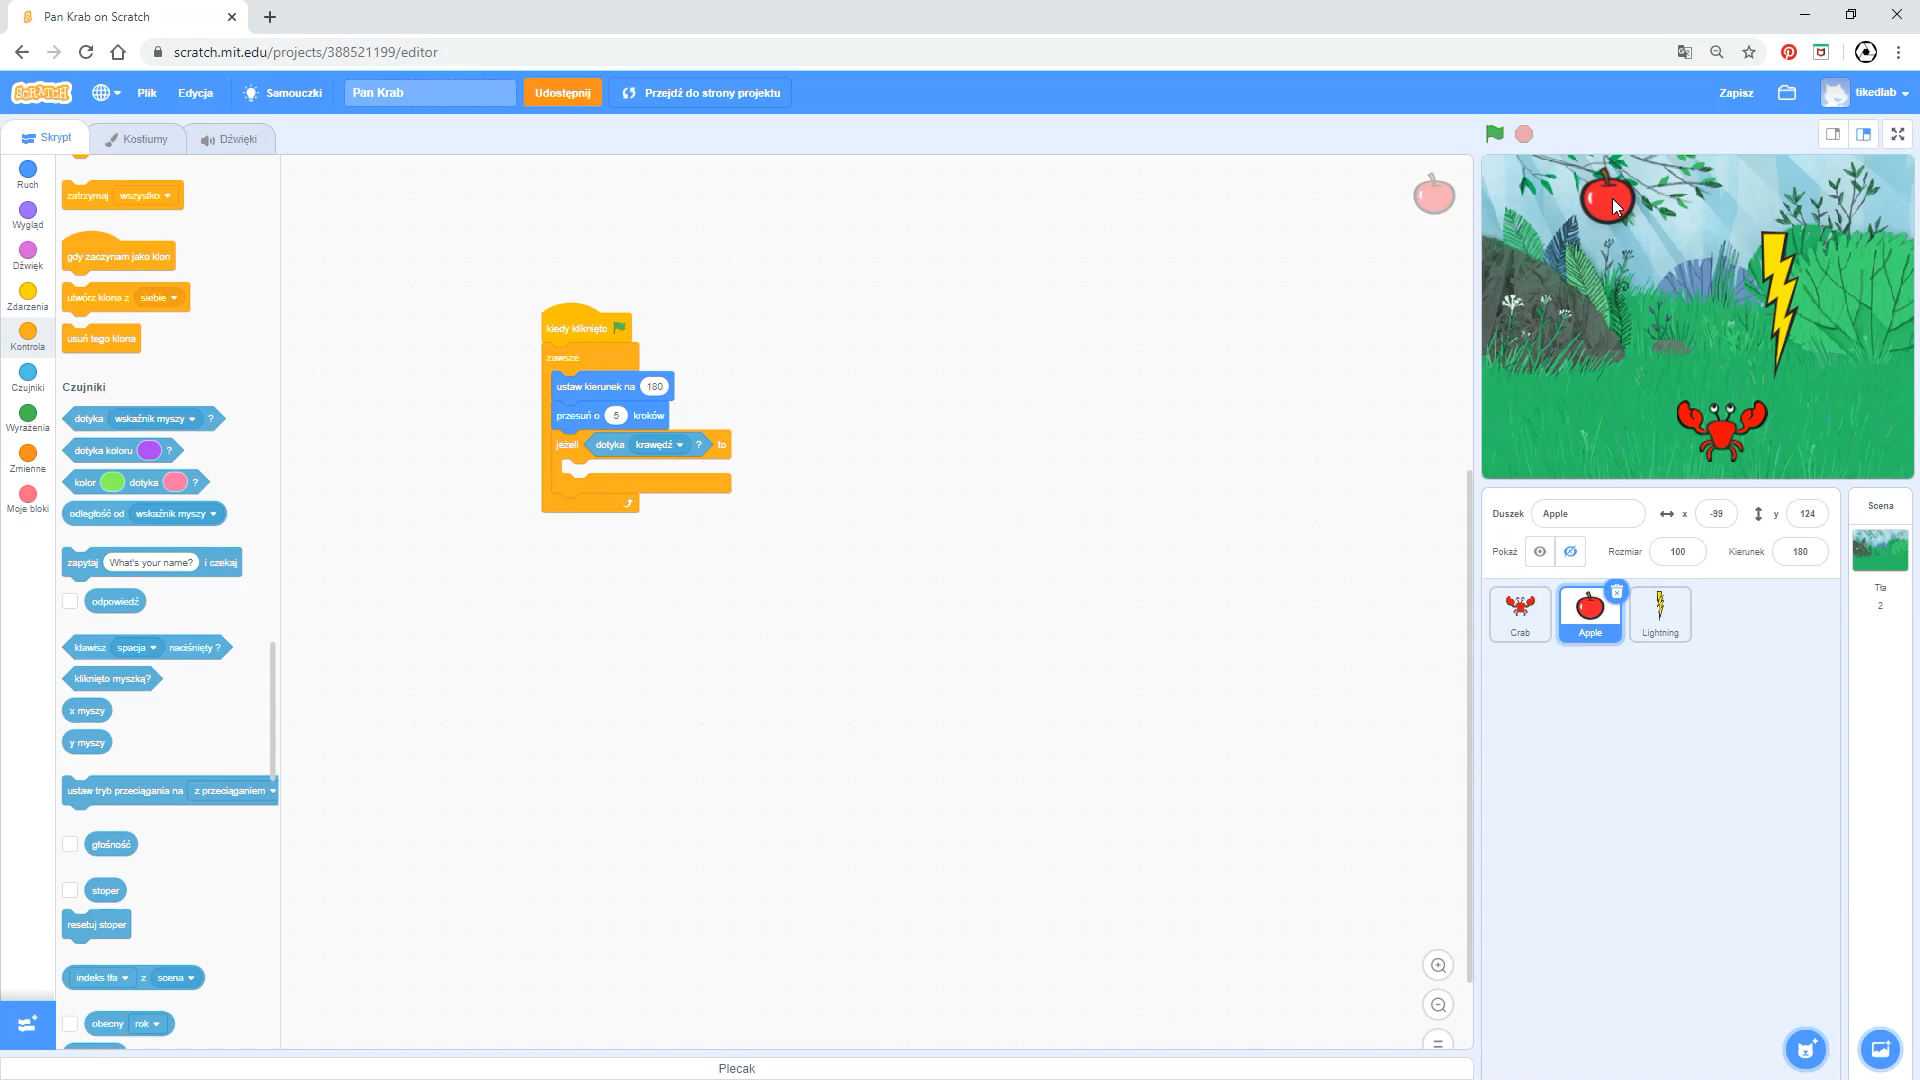 Pan Krab on Scratch
scratch.mit.edu/projects/388521199/editor
SCRATCH
Plik
Edycja
Samouczki
Pan Krab
Udostępnij
Przejdź do strony projektu
Zapisz
tikedlab
Skrypt
Kostiumy
Dźwięki
Ruch
Wygląd
Dźwięk
Zdarzenia
Kontrola
Czujniki
Wyrażenia
Zmienne
Moje bloki
zatrzymaj wszystko
gdy zaczynam jako klon
utwórz klona z siebie
usuń tego klona
Czujniki
dotyka wskaźnik myszy ?
dotyka koloru ?
kolor dotyka ?
odległość od wskaźnik myszy
zapytaj What's your name? i czekaj
odpowiedź
klawisz spacja naciśnięty ?
kliknięto myszką?
x myszy
y myszy
ustaw tryb przeciągania na z przeciąganiem
głośność
stoper
resetuj stoper
indeks tła z scena
obecny rok
kiedy kliknięto
zawsze
ustaw kierunek na 180
przesuń o 5 kroków
jeżeli dotyka krawędź ? to
Duszek Apple x -99 y 124
Pokaż Rozmiar 100 Kierunek 180
Crab
Apple
Lightning
Scena
Tła
2
Plecak